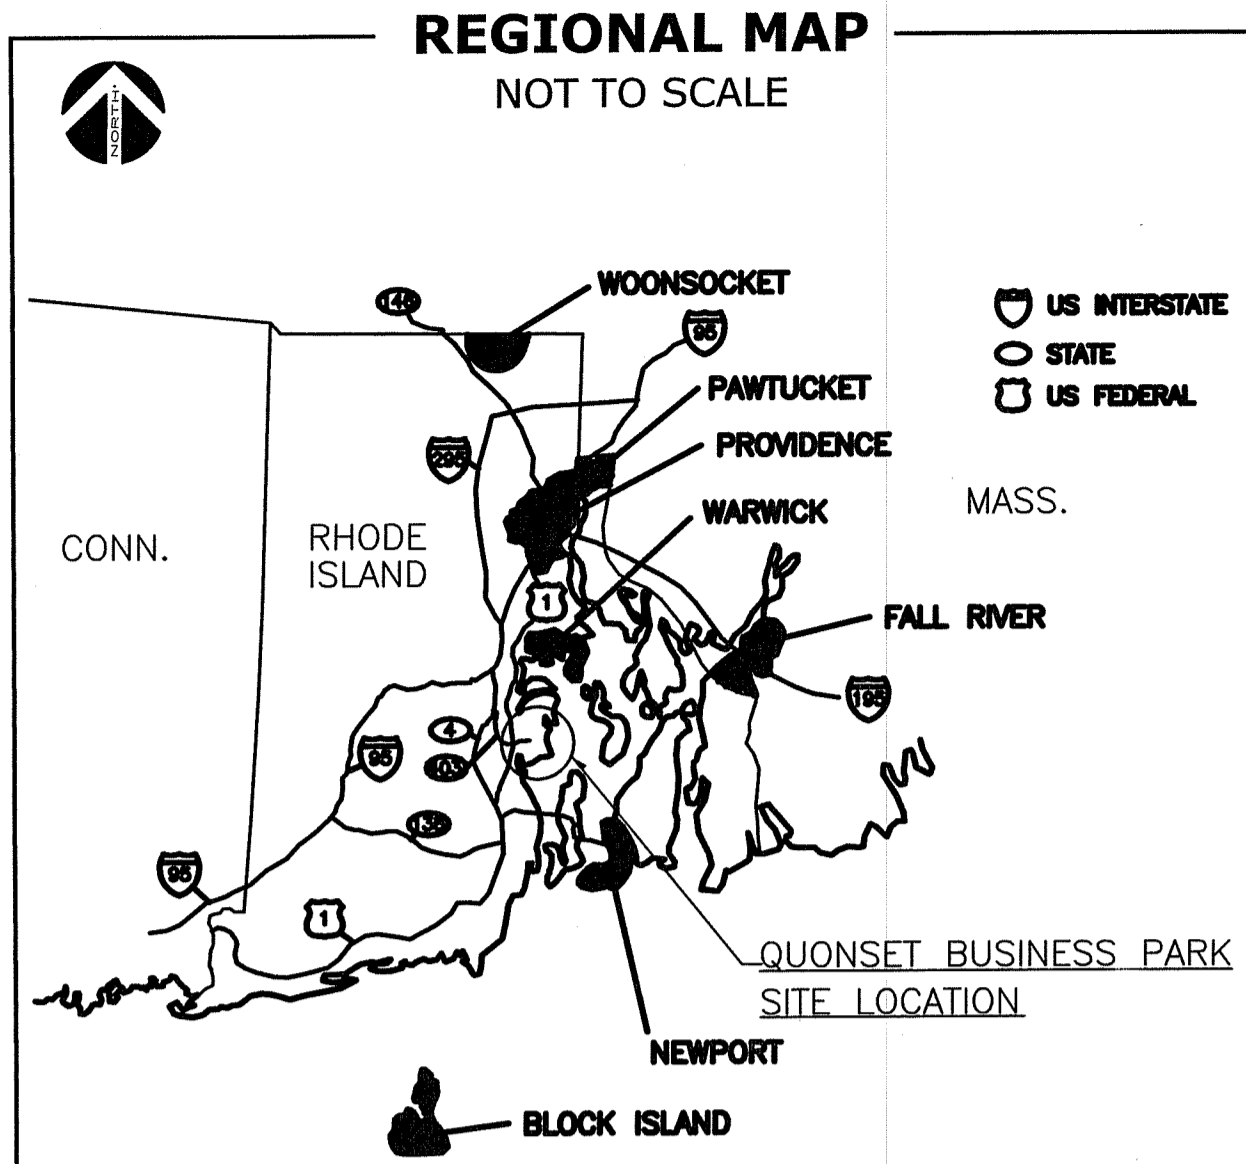 REGIONAL MAP
NOT TO SCALE
NORTH.
WOONSOCKET
146
95
US INTERSTATE
STATE
US FEDERAL
PAWTUCKET
PROVIDENCE
295
WARWICK
MASS.
CONN.
RHODE
ISLAND
1
FALL RIVER
195
4
95
403
138
95
1
QUONSET BUSINESS PARK
SITE LOCATION
NEWPORT
BLOCK ISLAND